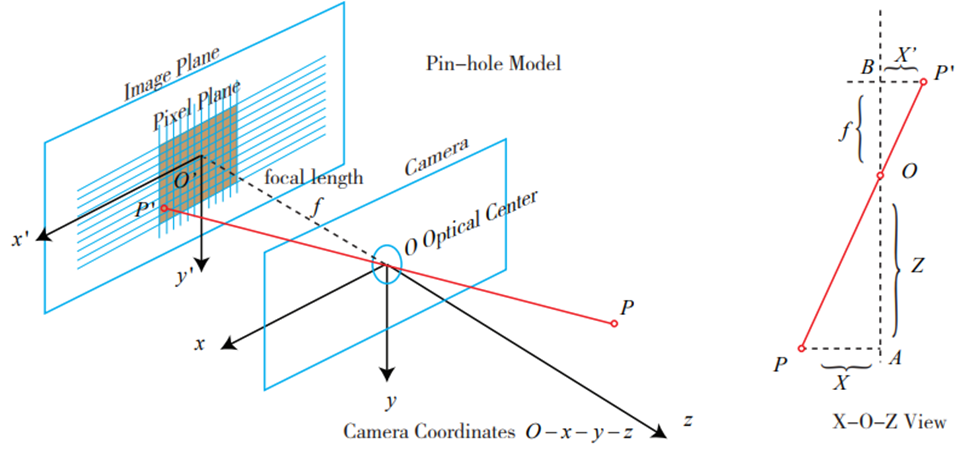 Image Plane
Pixel Plane
Pin-hole Model
O'
P'
x'
y'
focal length
f
Camera
O Optical Center
P
x
y
z
Camera Coordinates O-x-y-z
B
X'
P'
f
O
Z
P
X
A
X-O-Z View